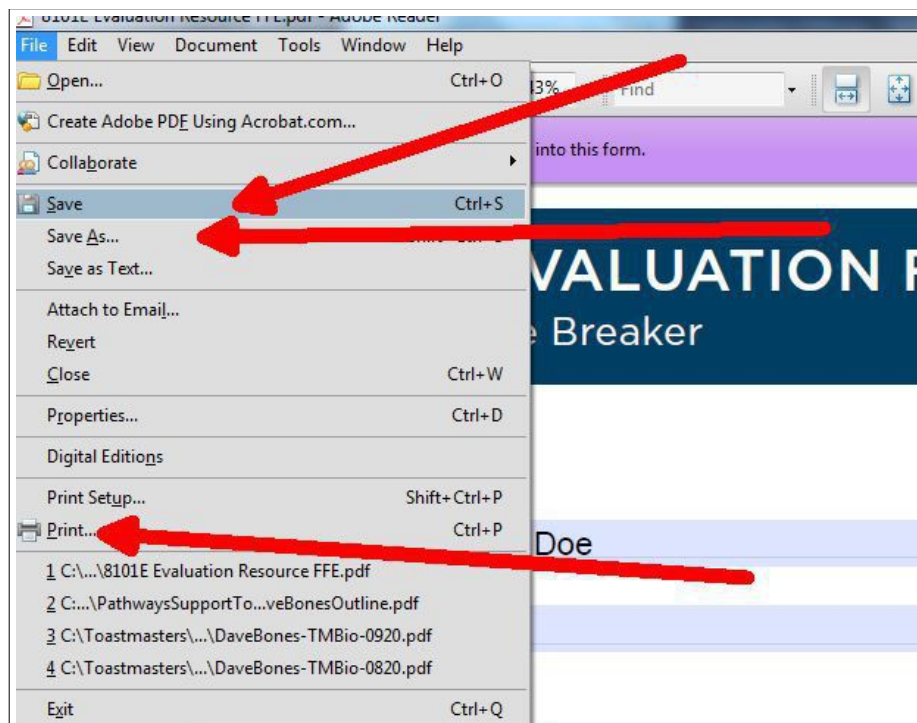 8101E Evaluation Resource FFE.pdf - Adobe Reader
File Edit View Document Tools Window Help
Open... Ctrl+O
3% Find
Create Adobe PDF Using Acrobat.com...
Collaborate
into this form.
Save Ctrl+S
Save As...
Save as Text...
VALUATION
Breaker
Attach to Email...
Revert
Close Ctrl+W
Properties... Ctrl+D
Digital Editions
Print Setup... Shift+Ctrl+P
Print... Ctrl+P
Doe
1 C:\...\8101E Evaluation Resource FFE.pdf
2 C:...\PathwaysSupportTo...veBonesOutline.pdf
3 C:\Toastmasters\...\DaveBones-TMBio-0920.pdf
4 C:\Toastmasters\...\DaveBones-TMBio-0820.pdf
Exit Ctrl+Q